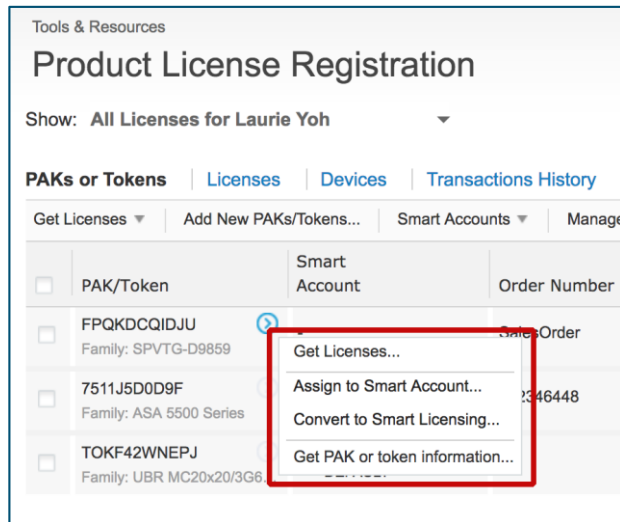 Tools & Resources
Product License Registration
Show: All Licenses for Laurie Yoh
PAKs or Tokens Licenses Devices Transactions History
Get Licenses Add New PAKs/Tokens... Smart Accounts Manage
PAK/Token Smart Account Order Number
FPQKDCQIDJU - SalesOrder
Family: SPVTG-D9859
Get Licenses...
7511J5D0D9F Assign to Smart Account... 2346448
Family: ASA 5500 Series Convert to Smart Licensing...
TOKF42WNEPJ Get PAK or token information...
Family: UBR MC20x20/3G6...